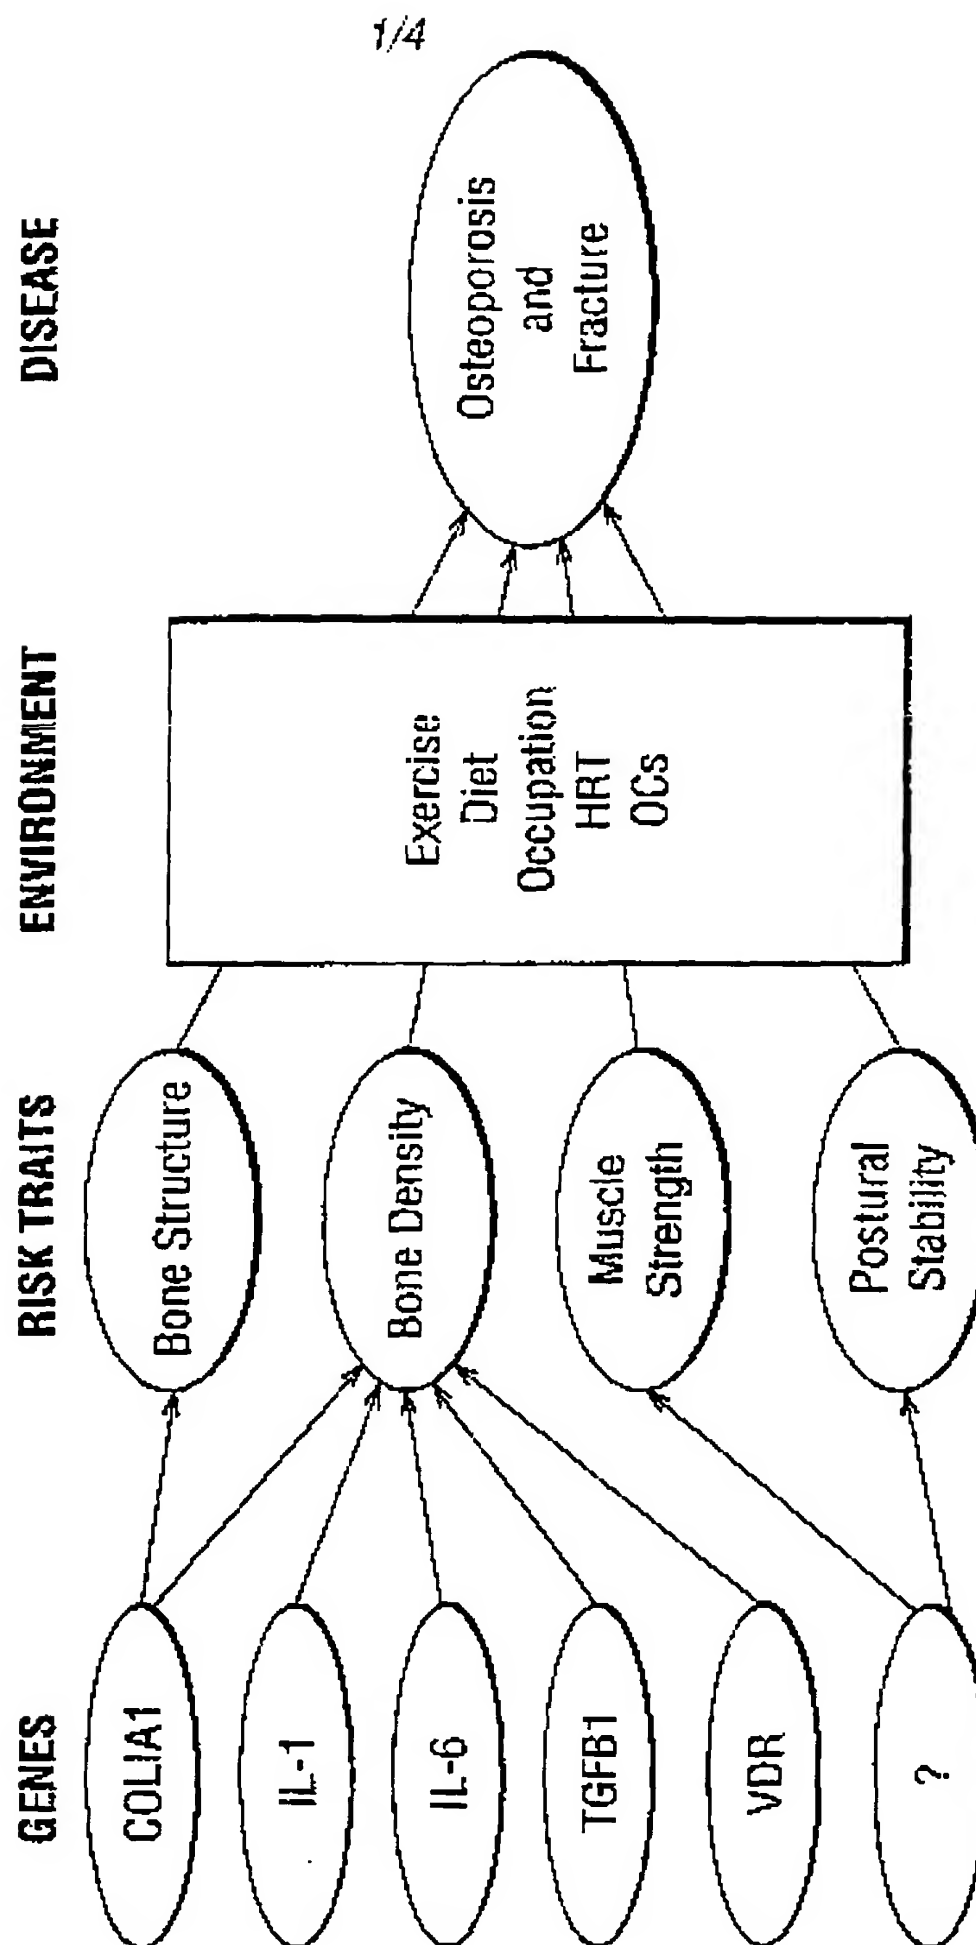 1/4
GENES
RISK TRAITS
ENVIRONMENT
DISEASE
COLIA1
IL-1
IL-6
TGFB1
VDR
?
Bone Structure
Bone Density
Muscle
Strength
Postural
Stability
Exercise
Diet
Occupation
HRT
OCs
Osteoporosis
and
Fracture